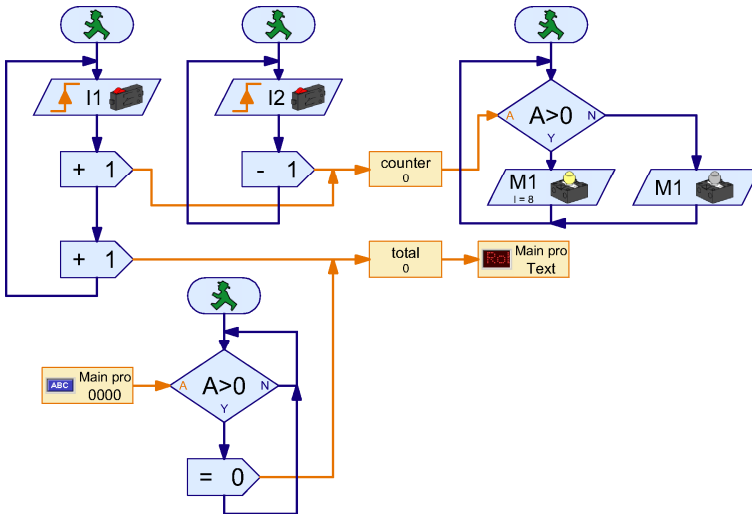 I1
I2
A>0
A
N
Y
+ 1
- 1
counter
0
M1
I = 8
M1
+ 1
total
0
Main pro
Text
Main pro
0000
ABC
A>0
A
N
Y
= 0